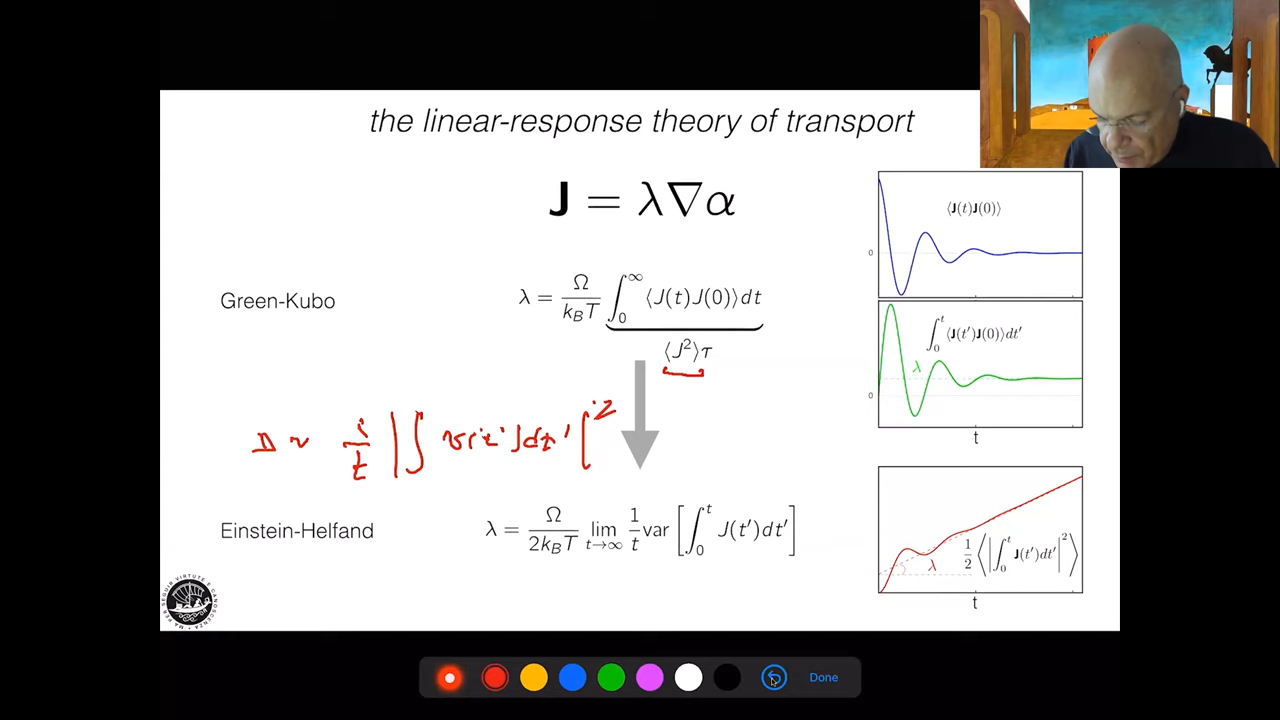 the linear-response theory of transport
J = λ∇α
⟨J(t)J(0)⟩
0
Green-Kubo
λ = Ω/(k_B T) ∫_0^∞ ⟨J(t)J(0)⟩dt
⟨J²⟩τ
∫_0^t ⟨J(t')J(0)⟩dt'
λ
0
t
D ~ 1/t |∫ v(t')dt'|²
Einstein-Helfand
λ = Ω/(2k_B T) lim_{t→∞} 1/t var[∫_0^t J(t')dt']
1/2 ⟨|∫_0^t J(t')dt'|²⟩
λ
t
Done